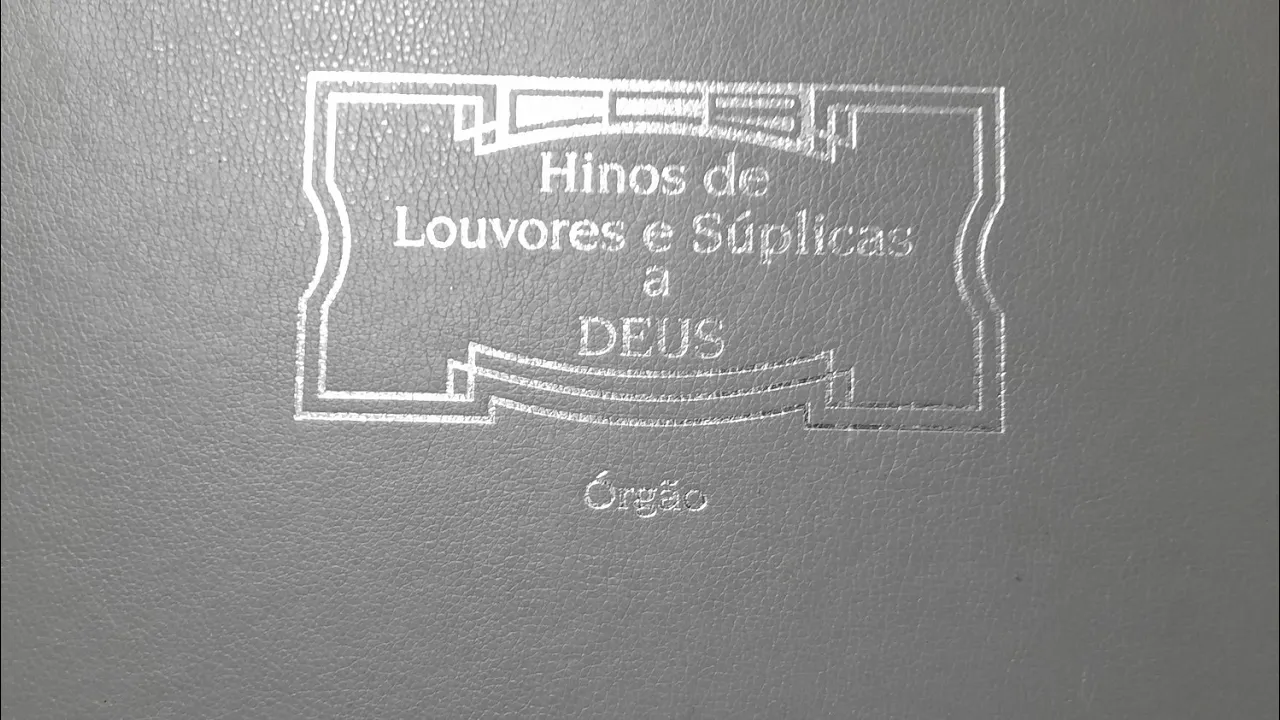 Hinos de
Louvores e Súplicas
a
DEUS
Órgão